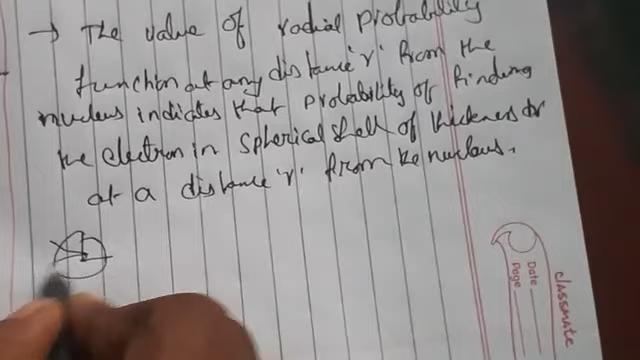 → The value of radial probability
function at any distance 'r' from the
nucleus indicates that probability of finding
the electron in spherical shell of thickness dr
at a distance 'r' from the nucleus.
classmate
Date
Page